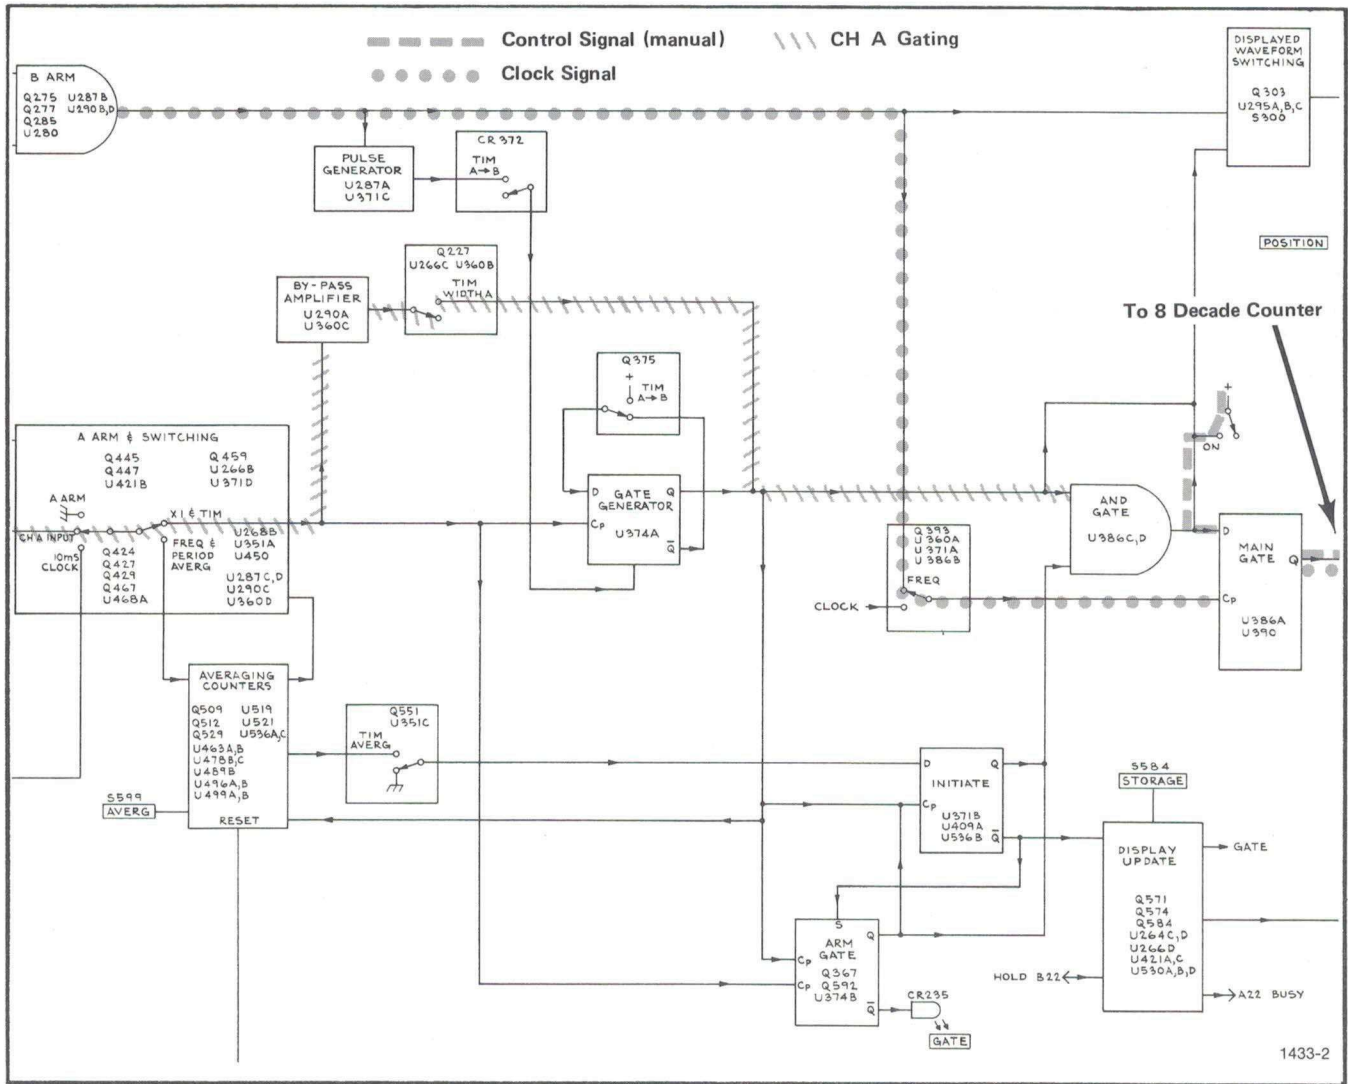 Control Signal (manual)
CH A Gating
Clock Signal
B ARM
Q275 U287B
Q277 U290B,D
Q285
U280
DISPLAYED
WAVEFORM
SWITCHING
Q303
U295A,B,C
S300
PULSE
GENERATOR
U287A
U371C
CR372
TIM
A→B
POSITION
Q227
U266C U360B
TIM
WIDTH A
BY-PASS
AMPLIFIER
U290A
U360C
To 8 Decade Counter
Q375
+
TIM
A→B
+
ON
A ARM & SWITCHING
Q445 Q459
Q447 U266B
U421B U371D
A ARM
X1 & TIM
CH A INPUT
10mS
CLOCK
Q424
Q427
Q429
Q467
U468A
FREQ &
PERIOD
AVERG
U268B
U351A
U450
U287C,D
U290C
U360D
D GATE Q
GENERATOR
Cp
U374A
Q
AND
GATE
U386C,D
Q393
U360A
U371A
U386B
FREQ
CLOCK
D
MAIN
GATE
Q
Cp
U386A
U390
AVERAGING
COUNTERS
Q509 U519
Q512 U521
Q529 U536A,C
U463A,B
U478B,C
U489B
U496A,B
U499A,B
RESET
S599
AVERG
Q551
U351C
TIM
AVERG
D Q
INITIATE
Cp
U371B
U409A
U536B
Q
S584
STORAGE
DISPLAY
UPDATE
Q571
Q574
Q584
U264C,D
U266D
U421A,C
U530A,B,D
GATE
HOLD B22
A22 BUSY
S
ARM
GATE
Q
Cp
Q367
Q592
U374B
Cp
Q
CR235
GATE
1433-2